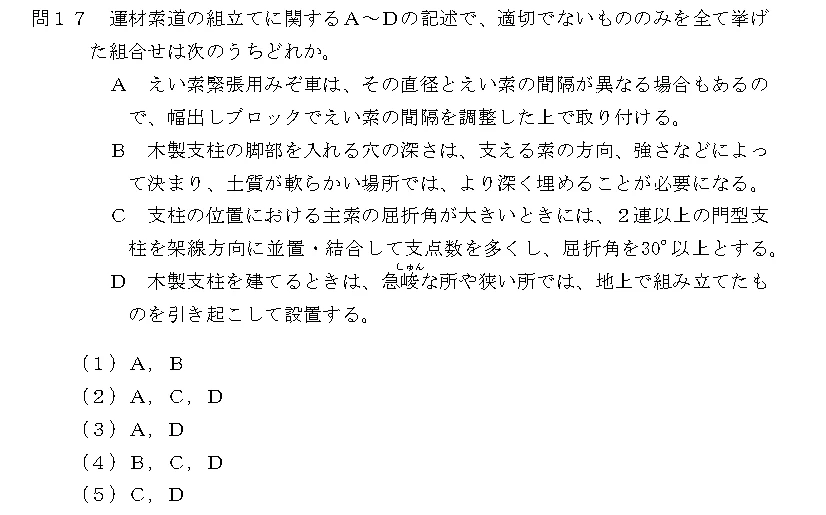 問１７　運材索道の組立てに関するＡ～Ｄの記述で、適切でないもののみを全て挙げ
た組合せは次のうちどれか。
Ａ　えい索緊張用みぞ車は、その直径とえい索の間隔が異なる場合もあるの
で、幅出しブロックでえい索の間隔を調整した上で取り付ける。
Ｂ　木製支柱の脚部を入れる穴の深さは、支える索の方向、強さなどによっ
て決まり、土質が軟らかい場所では、より深く埋めることが必要になる。
Ｃ　支柱の位置における主索の屈折角が大きいときには、２連以上の門型支
柱を架線方向に並置・結合して支点数を多くし、屈折角を30°以上とする。
しゅん
Ｄ　木製支柱を建てるときは、急峻な所や狭い所では、地上で組み立てたも
のを引き起こして設置する。
（１）Ａ，Ｂ
（２）Ａ，Ｃ，Ｄ
（３）Ａ，Ｄ
（４）Ｂ，Ｃ，Ｄ
（５）Ｃ，Ｄ